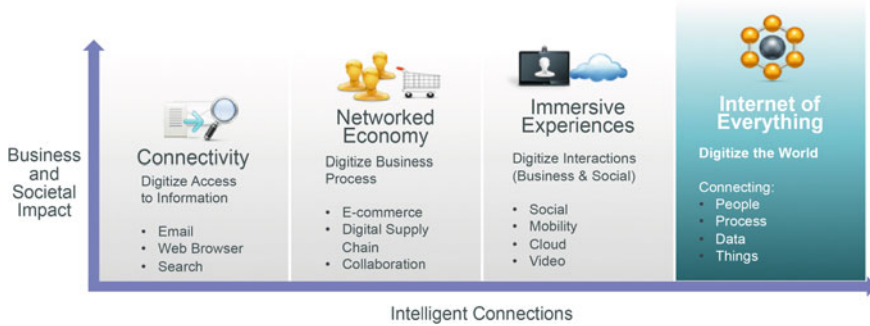 Business
and
Societal
Impact
Connectivity
Digitize Access
to Information
• Email
• Web Browser
• Search
Networked
Economy
Digitize Business
Process
• E-commerce
• Digital Supply
Chain
• Collaboration
Immersive
Experiences
Digitize Interactions
(Business & Social)
• Social
• Mobility
• Cloud
• Video
Internet of
Everything
Digitize the World
Connecting:
• People
• Process
• Data
• Things
Intelligent Connections